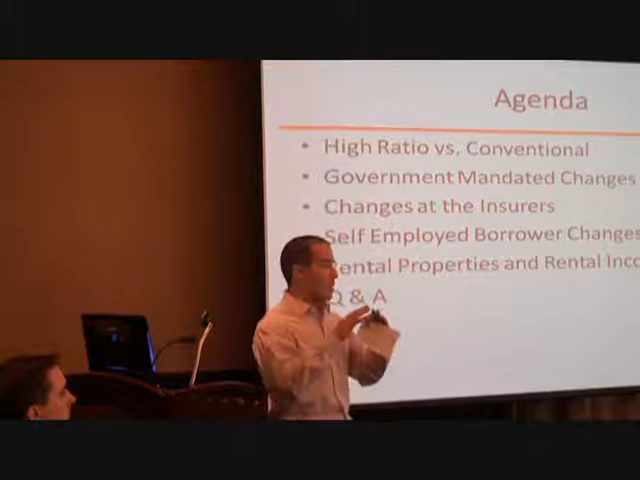 Agenda
• High Ratio vs. Conventional
• Government Mandated Changes
• Changes at the Insurers
Self Employed Borrower Changes
Rental Properties and Rental
Q & A